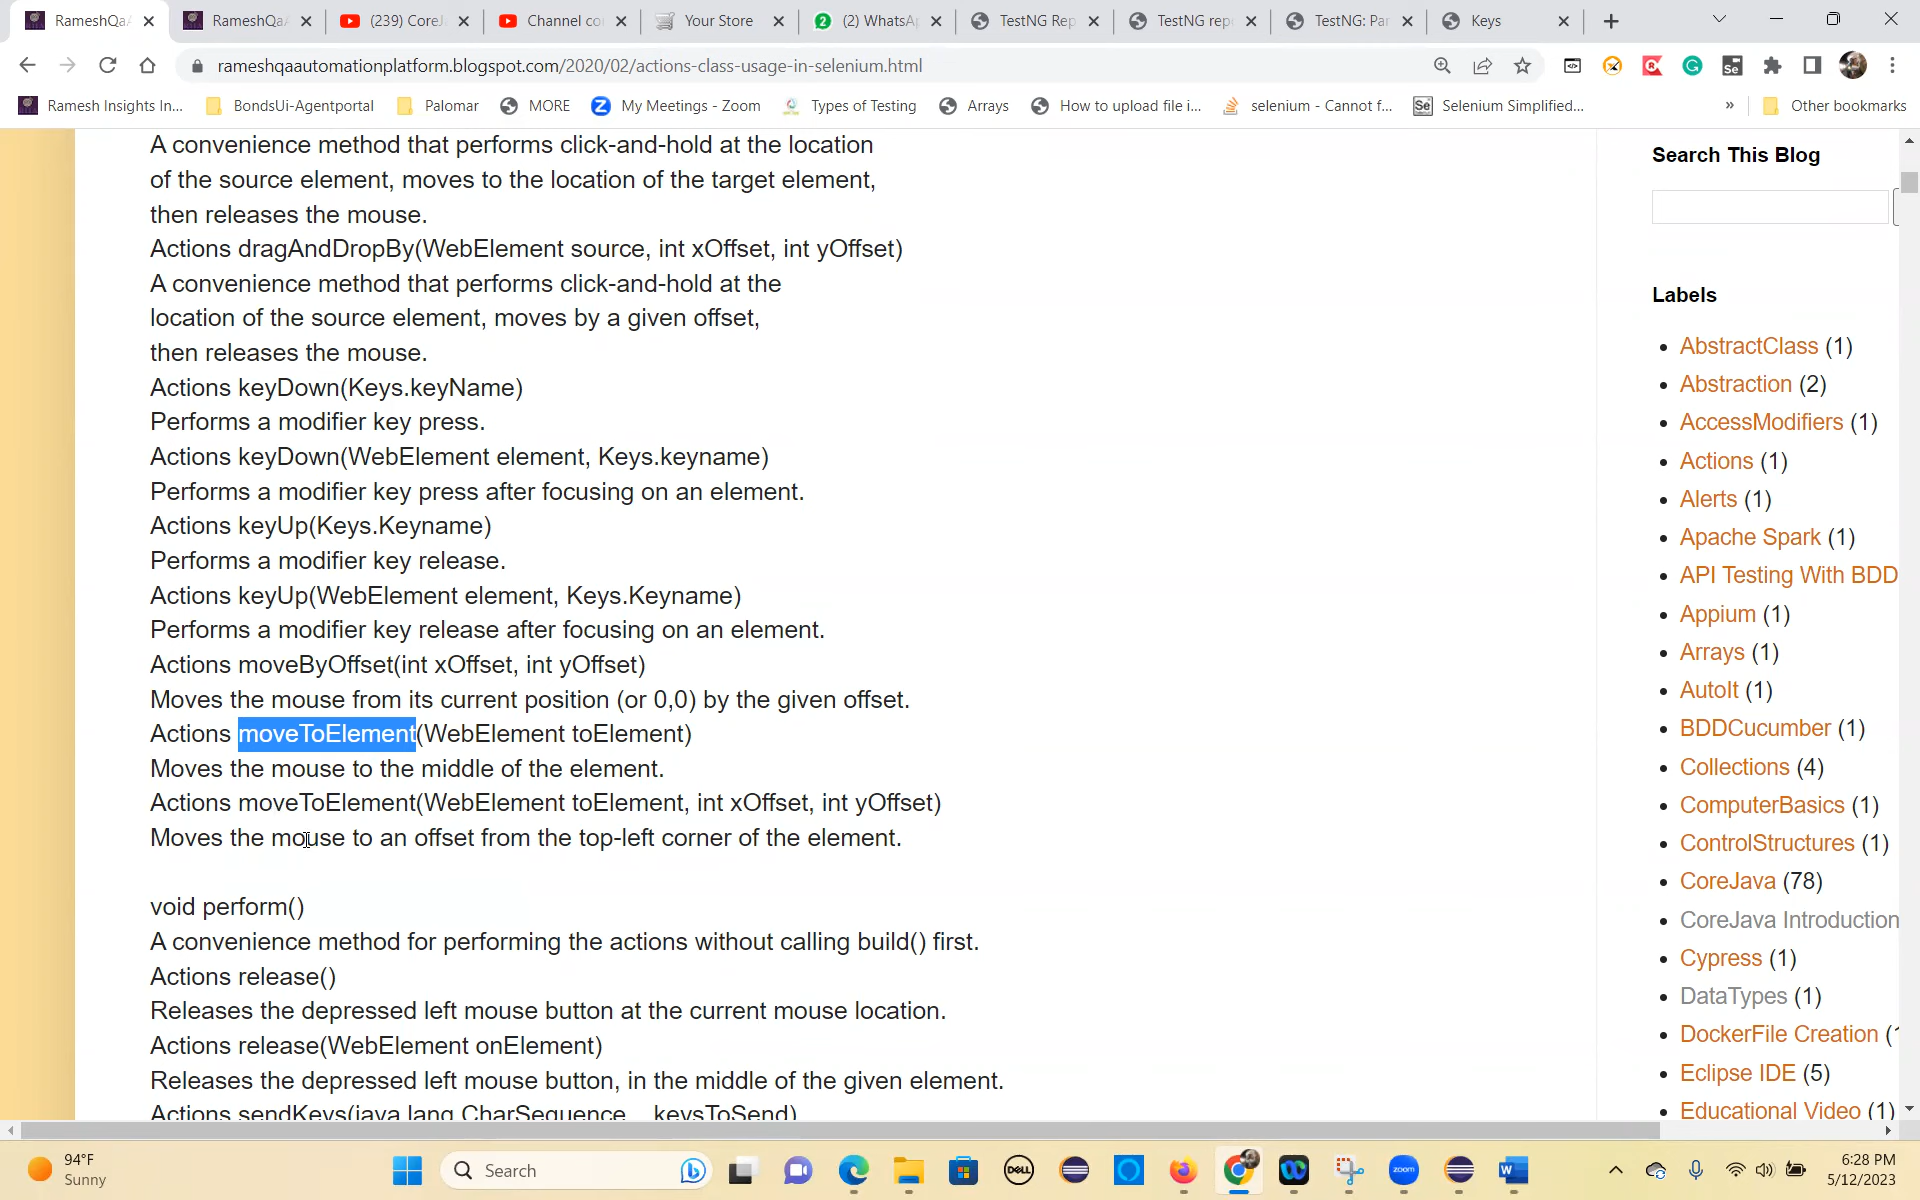 RameshQaA
RameshQaA
(239) CoreJ
Channel co
Your Store
(2) WhatsAp
TestNG Rep
TestNG repo
TestNG: Par
Keys
rameshqaautomationplatform.blogspot.com/2020/02/actions-class-usage-in-selenium.html
Ramesh Insights In...
BondsUi-Agentportal
Palomar
MORE
My Meetings - Zoom
Types of Testing
Arrays
How to upload file i...
selenium - Cannot f...
Selenium Simplified...
»
Other bookmarks
A convenience method that performs click-and-hold at the location
of the source element, moves to the location of the target element,
then releases the mouse.
Actions dragAndDropBy(WebElement source, int xOffset, int yOffset)
A convenience method that performs click-and-hold at the
location of the source element, moves by a given offset,
then releases the mouse.
Actions keyDown(Keys.keyName)
Performs a modifier key press.
Actions keyDown(WebElement element, Keys.keyname)
Performs a modifier key press after focusing on an element.
Actions keyUp(Keys.Keyname)
Performs a modifier key release.
Actions keyUp(WebElement element, Keys.Keyname)
Performs a modifier key release after focusing on an element.
Actions moveByOffset(int xOffset, int yOffset)
Moves the mouse from its current position (or 0,0) by the given offset.
Actions moveToElement(WebElement toElement)
Moves the mouse to the middle of the element.
Actions moveToElement(WebElement toElement, int xOffset, int yOffset)
Moves the mouse to an offset from the top-left corner of the element.
void perform()
A convenience method for performing the actions without calling build() first.
Actions release()
Releases the depressed left mouse button at the current mouse location.
Actions release(WebElement onElement)
Releases the depressed left mouse button, in the middle of the given element.
Actions sendKeys(java.lang.CharSequence... keysToSend)
Search This Blog
Labels
AbstractClass (1)
Abstraction (2)
AccessModifiers (1)
Actions (1)
Alerts (1)
Apache Spark (1)
API Testing With BDD
Appium (1)
Arrays (1)
AutoIt (1)
BDDCucumber (1)
Collections (4)
ComputerBasics (1)
ControlStructures (1)
CoreJava (78)
CoreJava Introduction
Cypress (1)
DataTypes (1)
DockerFile Creation (
Eclipse IDE (5)
Educational Video (1)
94°F
Sunny
Search
DELL
zoom
6:28 PM
5/12/2023